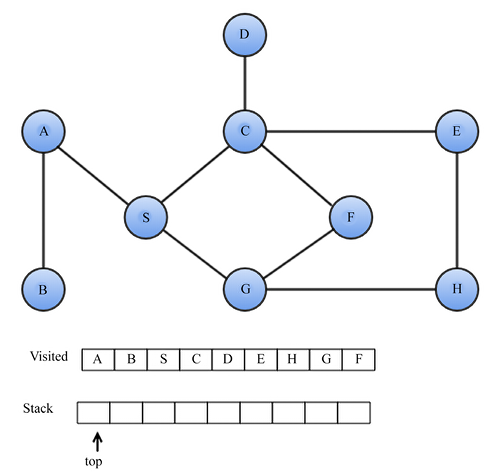 D
A C E
S F
B G H
Visited A B S C D E H G F
Stack
top